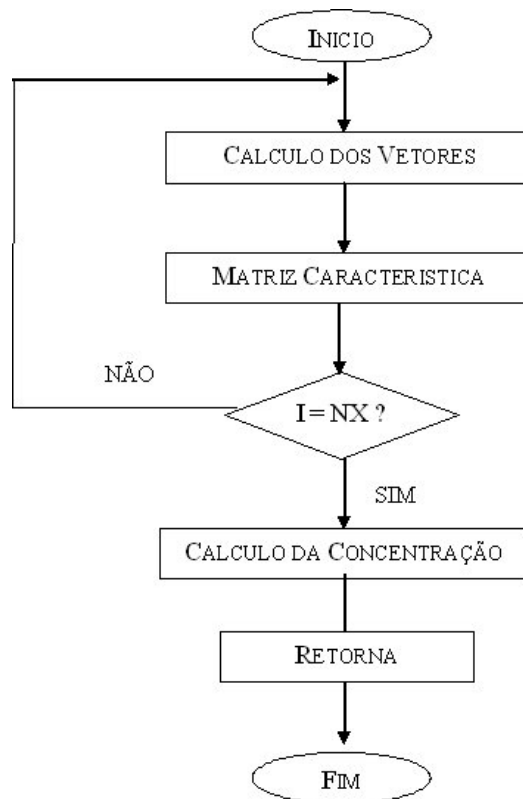 INICIO
CALCULO DOS VETORES
MATRIZ CARACTERISTICA
NÃO
I = NX ?
SIM
CALCULO DA CONCENTRAÇÃO
RETORNA
FIM